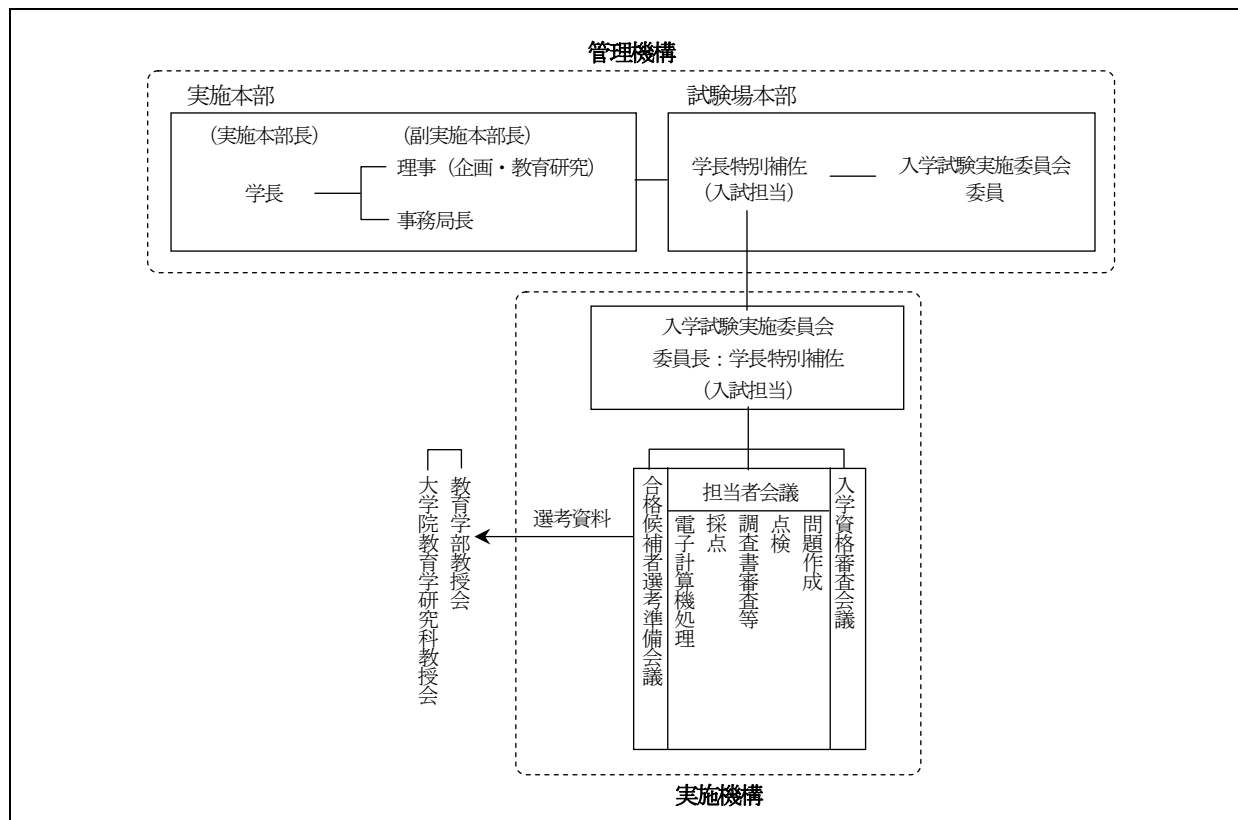 管理機構
実施本部
(実施本部長)
(副実施本部長)
学長
理事(企画・教育研究)
事務局長
試験場本部
学長特別補佐
(入試担当)
入学試験実施委員会
委員
入学試験実施委員会
委員長:学長特別補佐
(入試担当)
入学資格審査会議
担当者会議
問題作成
点検
調査書審査等
採点
電子計算機処理
合格候補者選考準備会議
選考資料
教育学部教授会
大学院教育学研究科教授会
実施機構